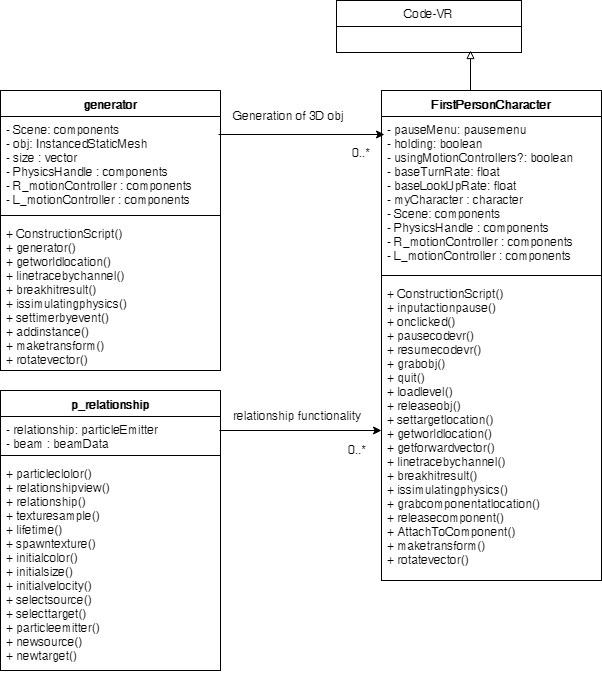 Code-VR
generator
- Scene: components
- obj: InstancedStaticMesh
- size : vector
- PhysicsHandle : components
- R_motionController : components
- L_motionController : components
+ ConstructionScript()
+ generator()
+ getworldlocation()
+ linetracebychannel()
+ breakhitresult()
+ issimulatingphysics()
+ settimerbyevent()
+ addinstance()
+ maketransform()
+ rotatevector()
Generation of 3D obj
0..*
FirstPersonCharacter
- pauseMenu: pausemenu
- holding: boolean
- usingMotionControllers?: boolean
- baseTurnRate: float
- baseLookUpRate: float
- myCharacter : character
- Scene: components
- PhysicsHandle : components
- R_motionController : components
- L_motionController : components
+ ConstructionScript()
+ inputactionpause()
+ onclicked()
+ pausecodevr()
+ resumecodevr()
+ grabobj()
+ quit()
+ loadlevel()
+ releaseobj()
+ settargetlocation()
+ getworldlocation()
+ getforwardvector()
+ linetracebychannel()
+ breakhitresult()
+ issimulatingphysics()
+ grabcomponentatlocation()
+ releasecomponent()
+ AttachToComponent()
+ maketransform()
+ rotatevector()
p_relationship
- relationship: particleEmitter
- beam : beamData
+ particleclolor()
+ relationshipview()
+ relationship()
+ texturesample()
+ lifetime()
+ spawntexture()
+ initialcolor()
+ initialsize()
+ initialvelocity()
+ selectsource()
+ selecttarget()
+ particleemitter()
+ newsource()
+ newtarget()
relationship functionality
0..*